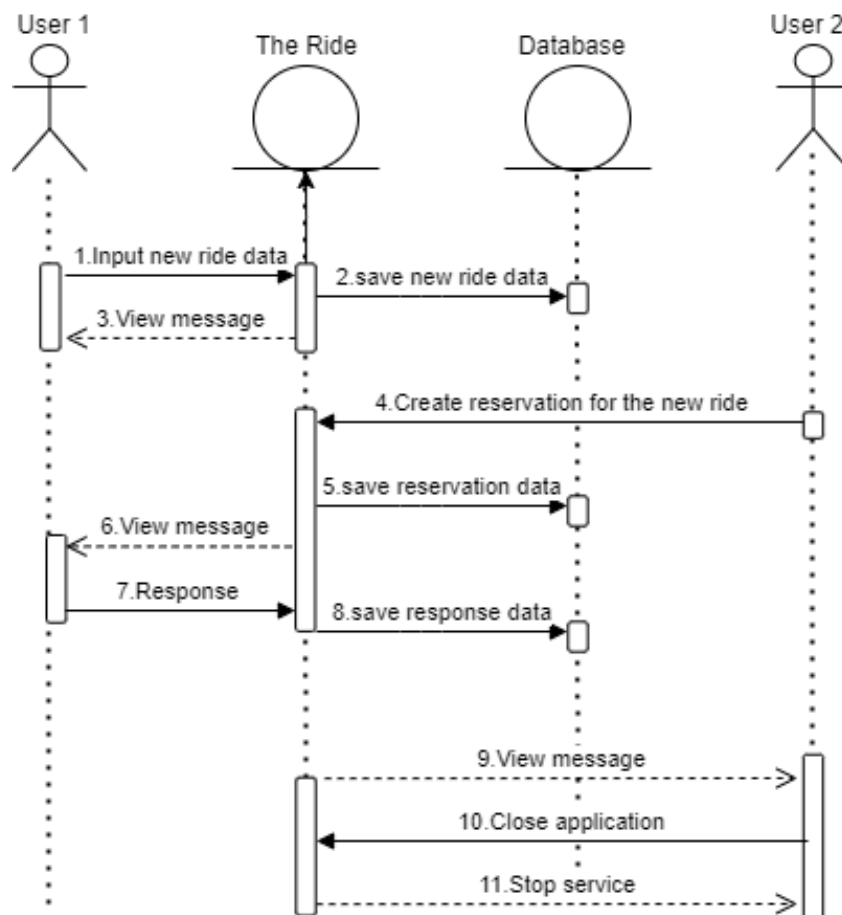 User 1
The Ride
Database
User 2
1.Input new ride data
2.save new ride data
3.View message
4.Create reservation for the new ride
5.save reservation data
6.View message
7.Response
8.save response data
9.View message
10.Close application
11.Stop service